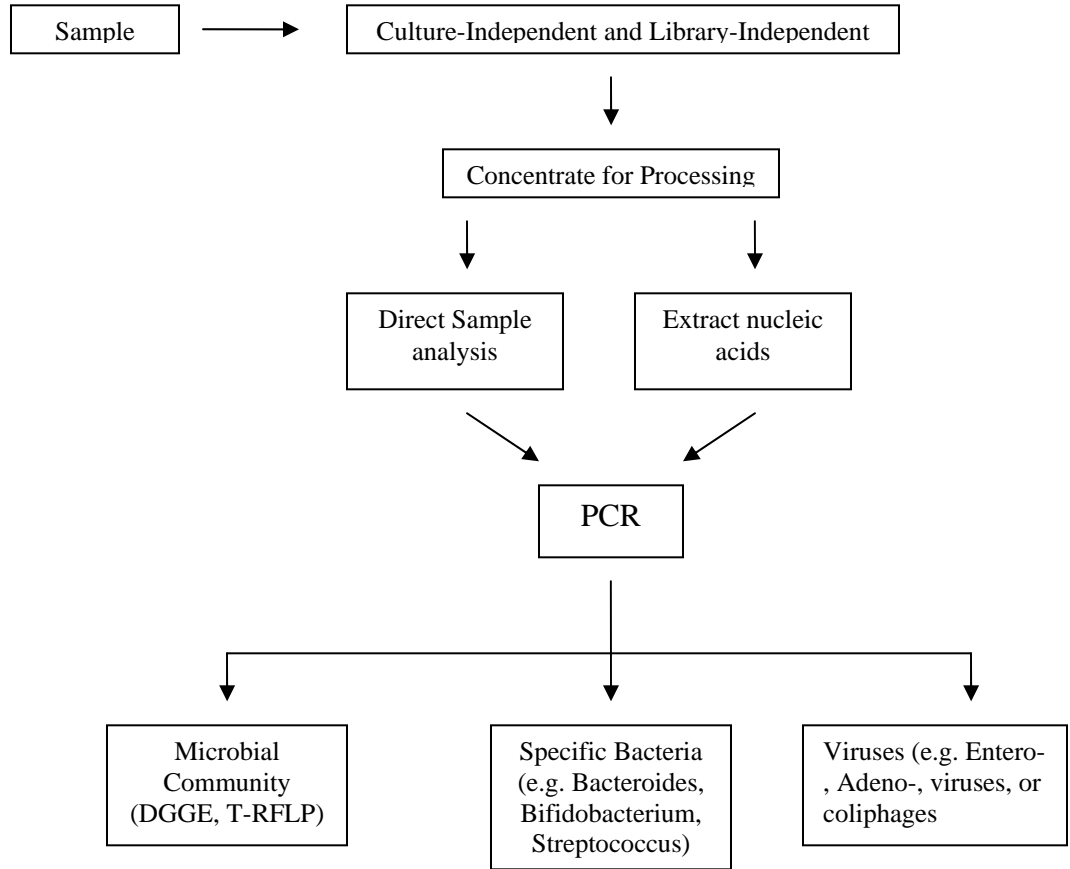 Sample
Culture-Independent and Library-Independent
Concentrate for Processing
Direct Sample
analysis
Extract nucleic
acids
PCR
Microbial
Community
(DGGE, T-RFLP)
Specific Bacteria
(e.g. Bacteroides,
Bifidobacterium,
Streptococcus)
Viruses (e.g. Entero-
, Adeno-, viruses, or
coliphages